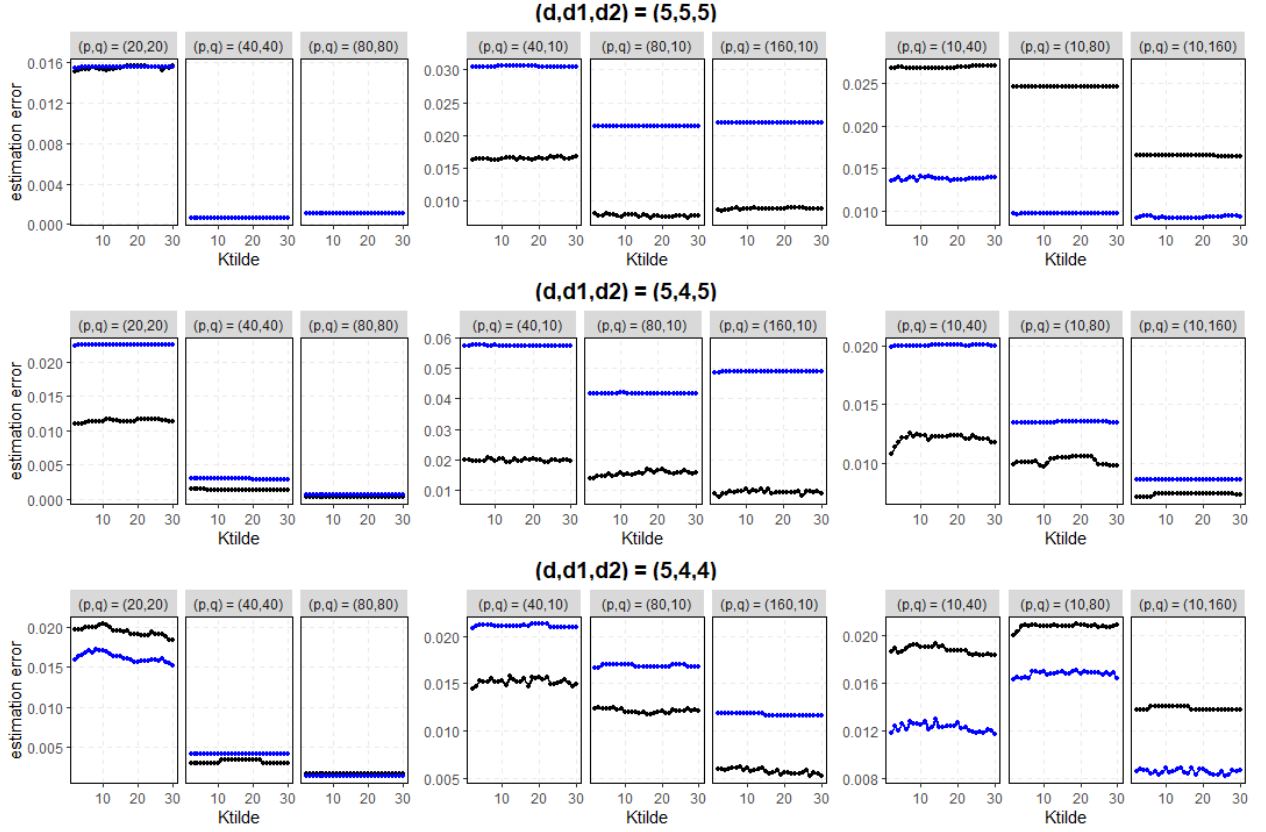 (d,d1,d2) = (5,5,5)
(p,q) = (20,20) (p,q) = (40,40) (p,q) = (80,80) (p,q) = (40,10) (p,q) = (80,10) (p,q) = (160,10) (p,q) = (10,40) (p,q) = (10,80) (p,q) = (10,160)
estimation error
0.016
0.012
0.008
0.004
0.000
0.030
0.025
0.020
0.015
0.010
0.025
0.020
0.015
0.010
10 20 30 10 20 30 10 20 30 10 20 30 10 20 30 10 20 30 10 20 30 10 20 30 10 20 30
Ktilde Ktilde Ktilde
(d,d1,d2) = (5,4,5)
(p,q) = (20,20) (p,q) = (40,40) (p,q) = (80,80) (p,q) = (40,10) (p,q) = (80,10) (p,q) = (160,10) (p,q) = (10,40) (p,q) = (10,80) (p,q) = (10,160)
estimation error
0.020
0.015
0.010
0.005
0.000
0.06
0.05
0.04
0.03
0.02
0.01
0.020
0.015
0.010
10 20 30 10 20 30 10 20 30 10 20 30 10 20 30 10 20 30 10 20 30 10 20 30 10 20 30
Ktilde Ktilde Ktilde
(d,d1,d2) = (5,4,4)
(p,q) = (20,20) (p,q) = (40,40) (p,q) = (80,80) (p,q) = (40,10) (p,q) = (80,10) (p,q) = (160,10) (p,q) = (10,40) (p,q) = (10,80) (p,q) = (10,160)
estimation error
0.020
0.015
0.010
0.005
0.020
0.015
0.010
0.005
0.020
0.016
0.012
0.008
10 20 30 10 20 30 10 20 30 10 20 30 10 20 30 10 20 30 10 20 30 10 20 30 10 20 30
Ktilde Ktilde Ktilde